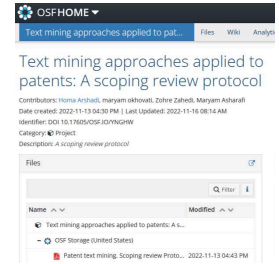 OSFHOME
Text mining approaches applied to pat... Files Wiki Analyti
Text mining approaches applied to
patents: A scoping review protocol
Contributors: Homa Arshadi, maryam okhovati, Zohre Zahedi, Maryam Asharafi
Date created: 2022-11-13 04:30 PM | Last Updated: 2022-11-16 08:14 AM
Identifier: DOI 10.17605/OSF.IO/YNGHW
Category: Project
Description: A scoping review protocol
Files
Filter i
Name Modified
Text mining approaches applied to patents: A s...
- OSF Storage (United States)
Patent text mining. Scoping review Proto... 2022-11-13 04:43 PM